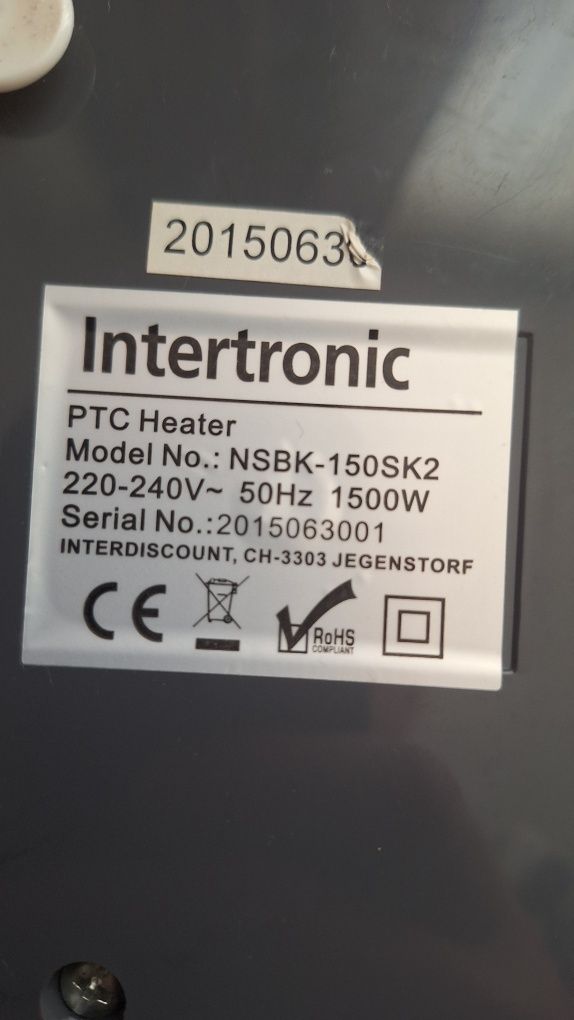 2015063
Intertronic
PTC Heater
Model No.: NSBK-150SK2
220-240V~ 50Hz 1500W
Serial No.:2015063001
INTERDISCOUNT, CH-3303 JEGENSTORF
CE
RoHS
COMPLIANT